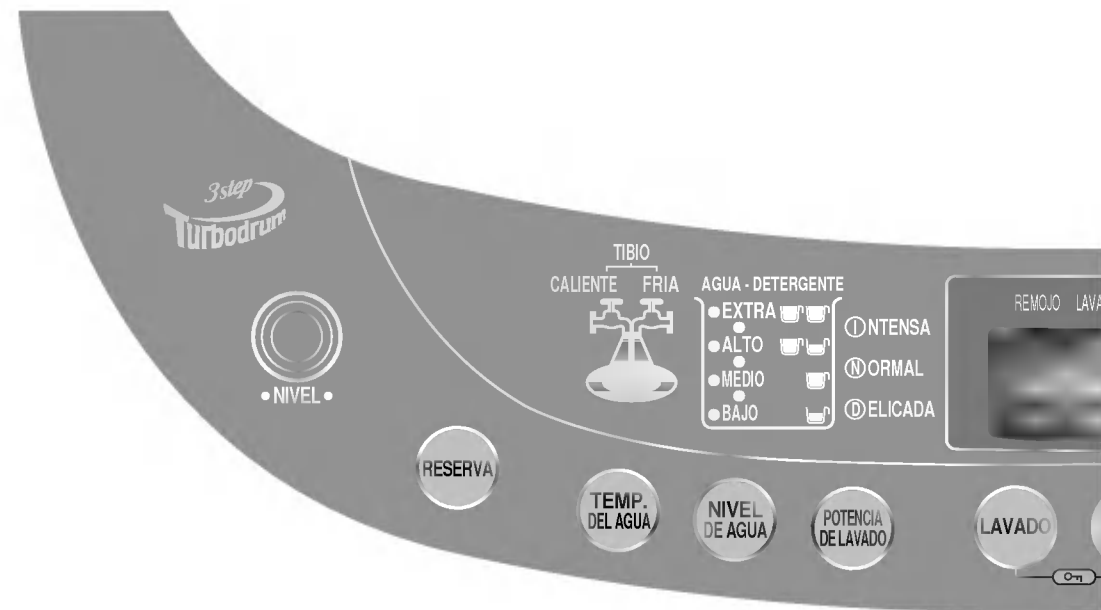 3step
Turbodrum
• NIVEL •
TIBIO
CALIENTE FRIA
AGUA - DETERGENTE
EXTRA
ALTO
MEDIO
BAJO
INTENSA
NORMAL
DELICADA
REMOJO LAVA
RESERVA
TEMP.
DEL AGUA
NIVEL
DE AGUA
POTENCIA
DE LAVADO
LAVADO